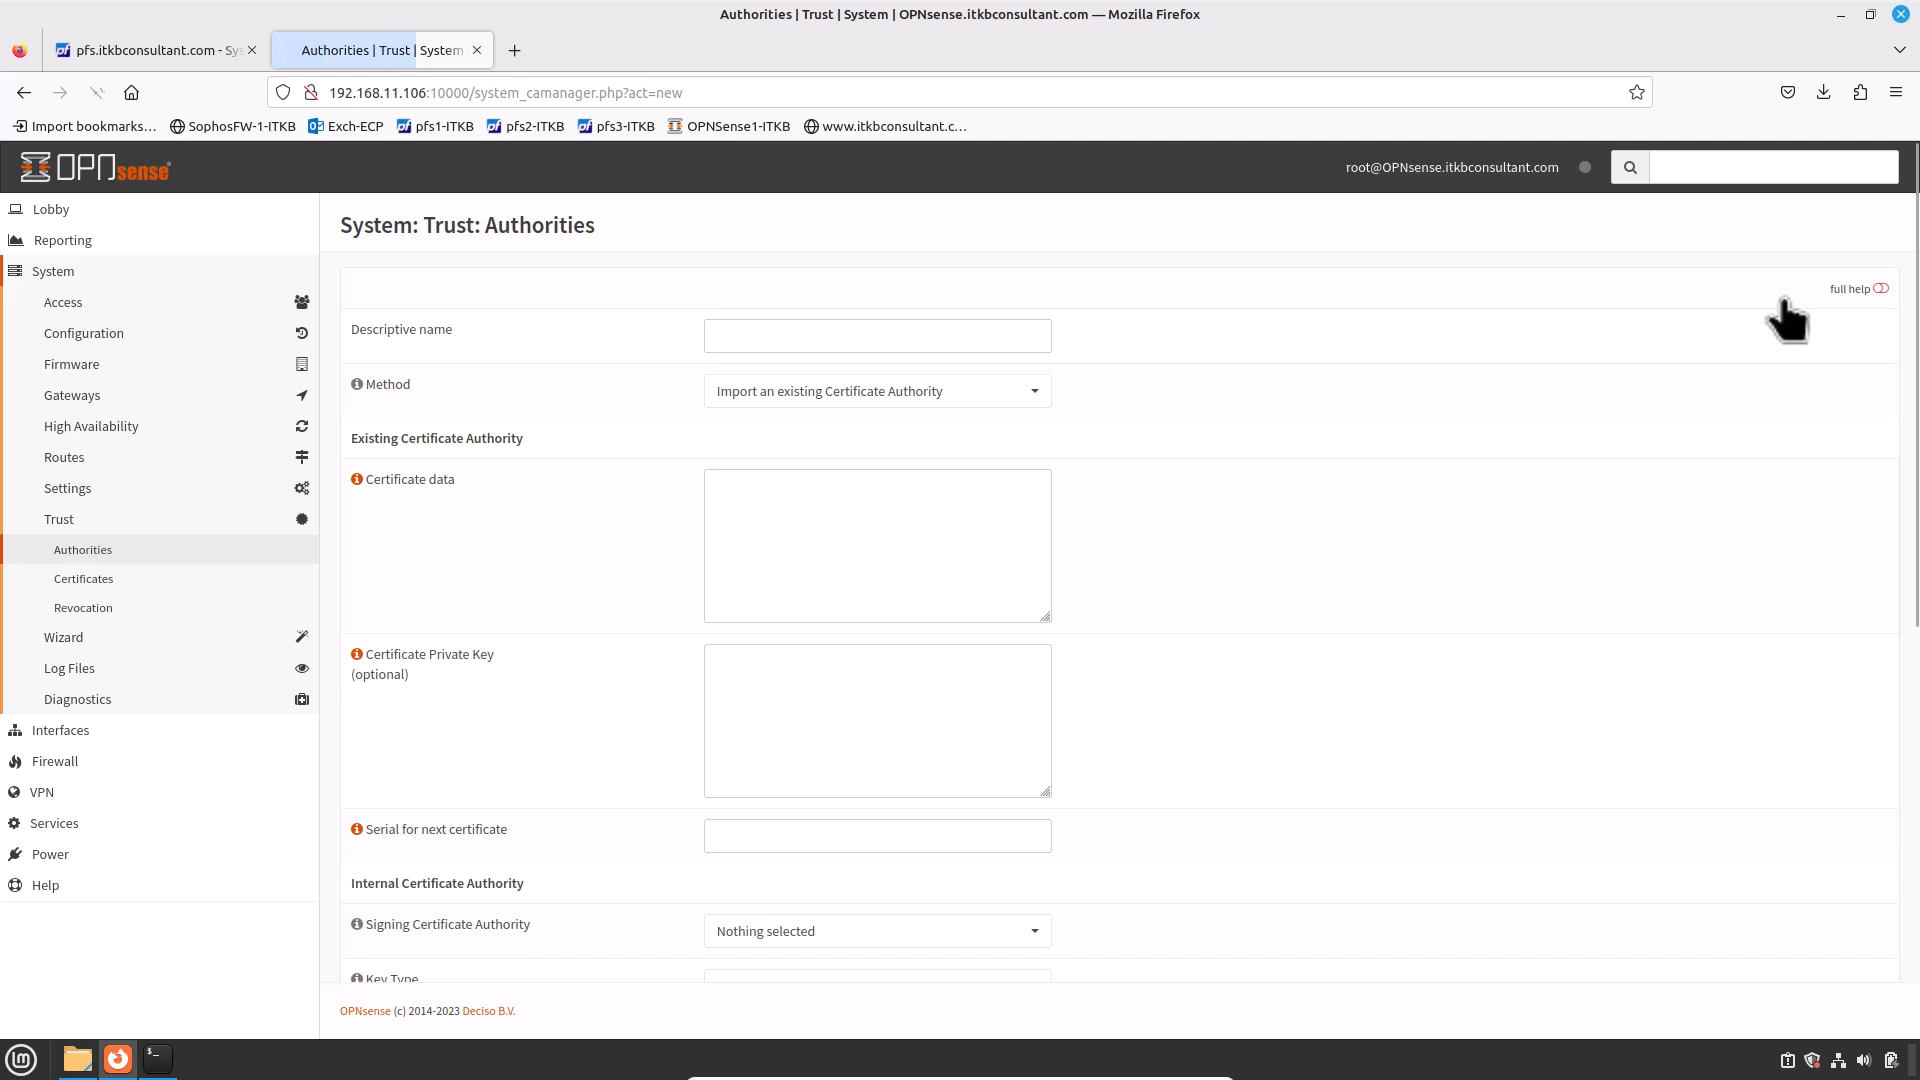 Authorities | Trust | System | OPNsense.itkbconsultant.com — Mozilla Firefox
pfs.itkbconsultant.com - Sys
Authorities | Trust | System
192.168.11.106:10000/system_camanager.php?act=new
Import bookmarks...
SophosFW-1-ITKB
Exch-ECP
pfs1-ITKB
pfs2-ITKB
pfs3-ITKB
OPNSense1-ITKB
www.itkbconsultant.c...
OPNsense
root@OPNsense.itkbconsultant.com
Lobby
Reporting
System
Access
Configuration
Firmware
Gateways
High Availability
Routes
Settings
Trust
Authorities
Certificates
Revocation
Wizard
Log Files
Diagnostics
Interfaces
Firewall
VPN
Services
Power
Help
System: Trust: Authorities
full help
Descriptive name
Method
Import an existing Certificate Authority
Existing Certificate Authority
Certificate data
Certificate Private Key
(optional)
Serial for next certificate
Internal Certificate Authority
Signing Certificate Authority
Nothing selected
Key Type
OPNsense (c) 2014-2023 Deciso B.V.